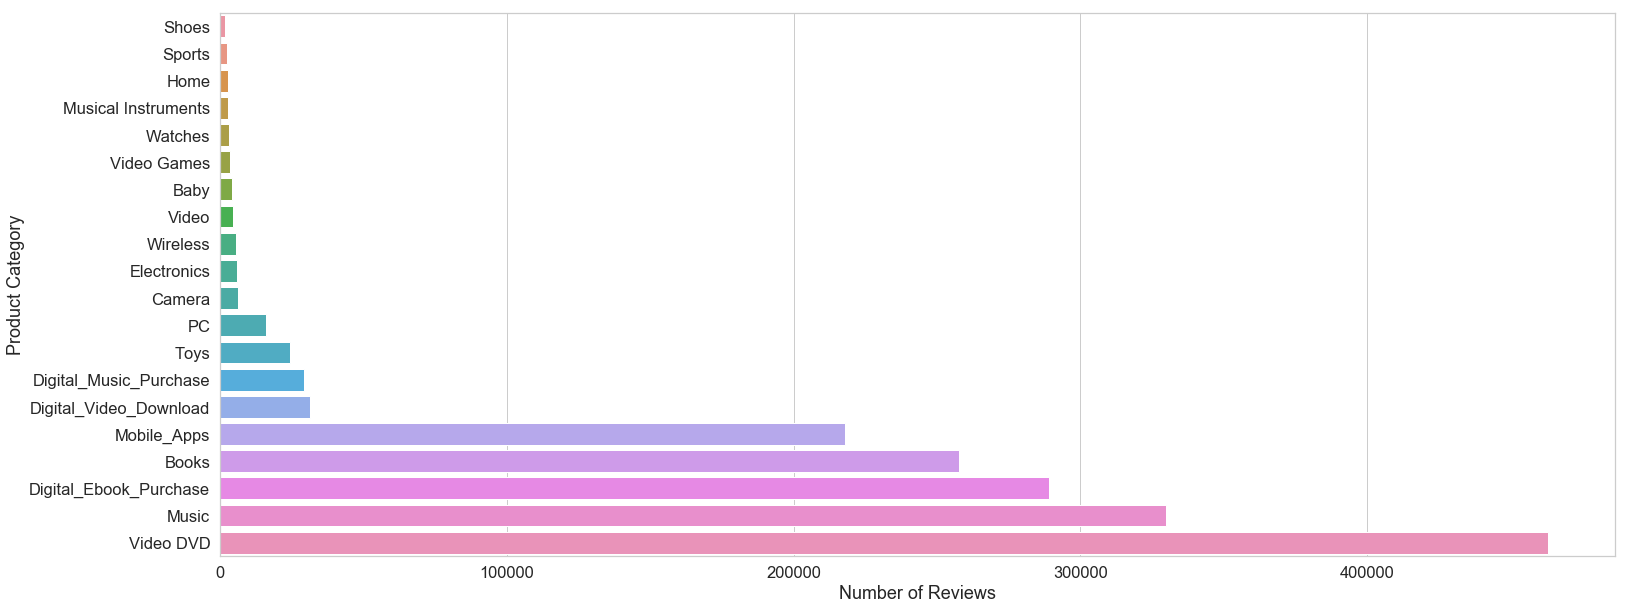 Product Category
Shoes
Sports
Home
Musical Instruments
Watches
Video Games
Baby
Video
Wireless
Electronics
Camera
PC
Toys
Digital_Music_Purchase
Digital_Video_Download
Mobile_Apps
Books
Digital_Ebook_Purchase
Music
Video DVD
0 100000 200000 300000 400000
Number of Reviews